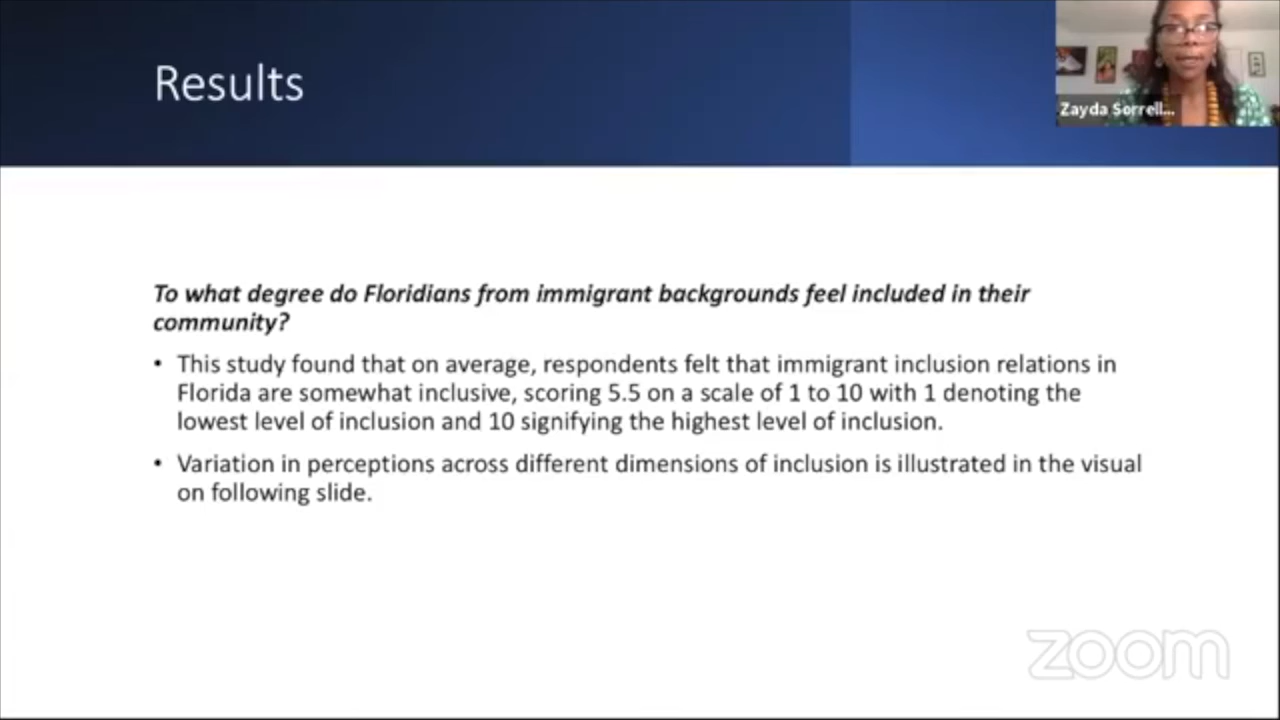 Results
Zayda Sorrell...
To what degree do Floridians from immigrant backgrounds feel included in their
community?
• This study found that on average, respondents felt that immigrant inclusion relations in
Florida are somewhat inclusive, scoring 5.5 on a scale of 1 to 10 with 1 denoting the
lowest level of inclusion and 10 signifying the highest level of inclusion.
• Variation in perceptions across different dimensions of inclusion is illustrated in the visual
on following slide.
zoom